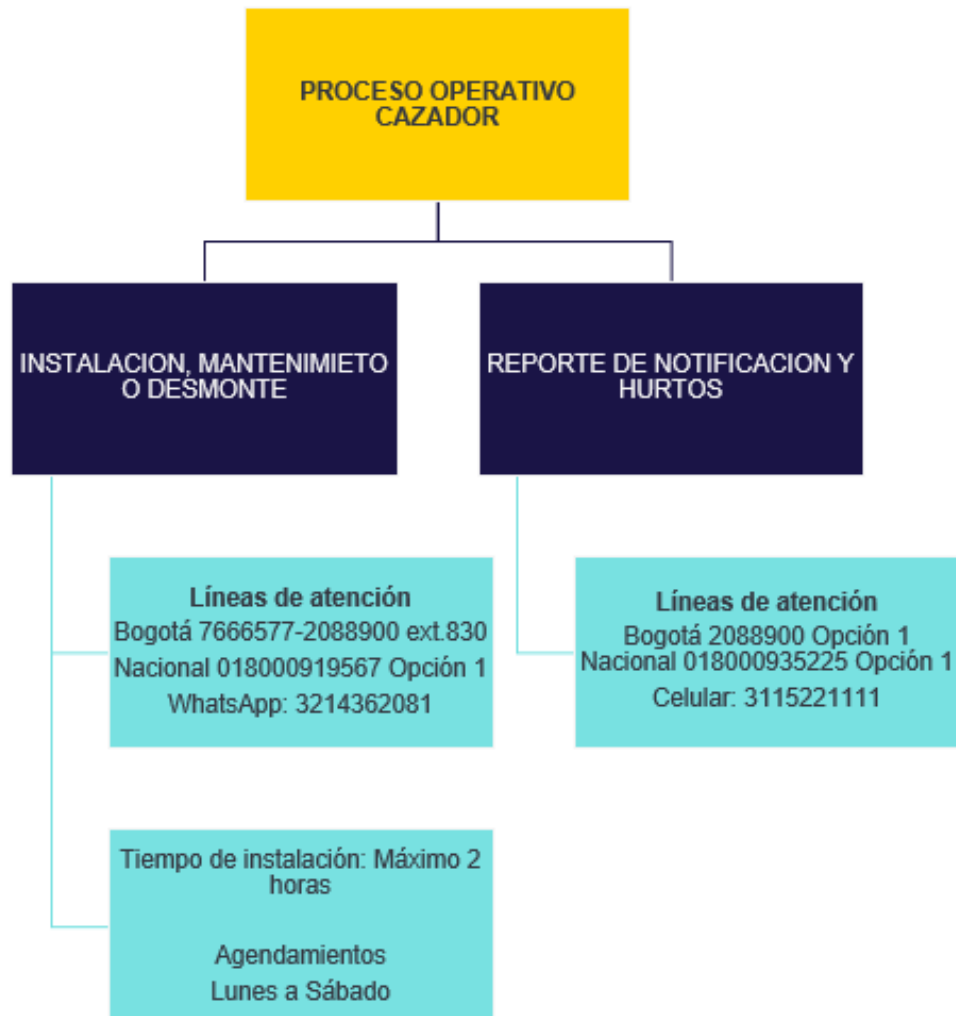 PROCESO OPERATIVO
CAZADOR
INSTALACION, MANTENIMIETO
O DESMONTE
REPORTE DE NOTIFICACION Y
HURTOS
Líneas de atención
Bogotá 7666577-2088900 ext.830
Nacional 018000919567 Opción 1
WhatsApp: 3214362081
Líneas de atención
Bogotá 2088900 Opción 1
Nacional 018000935225 Opción 1
Celular: 3115221111
Tiempo de instalación: Máximo 2
horas
Agendamientos
Lunes a Sábado